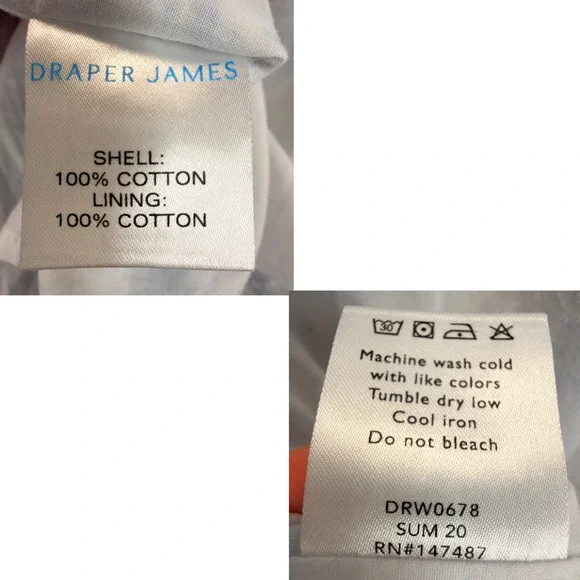 DRAPER JAMES
SHELL:
100% COTTON
LINING:
100% COTTON
30
Machine wash cold
with like colors
Tumble dry low
Cool iron
Do not bleach
DRW0678
SUM 20
RN#147487